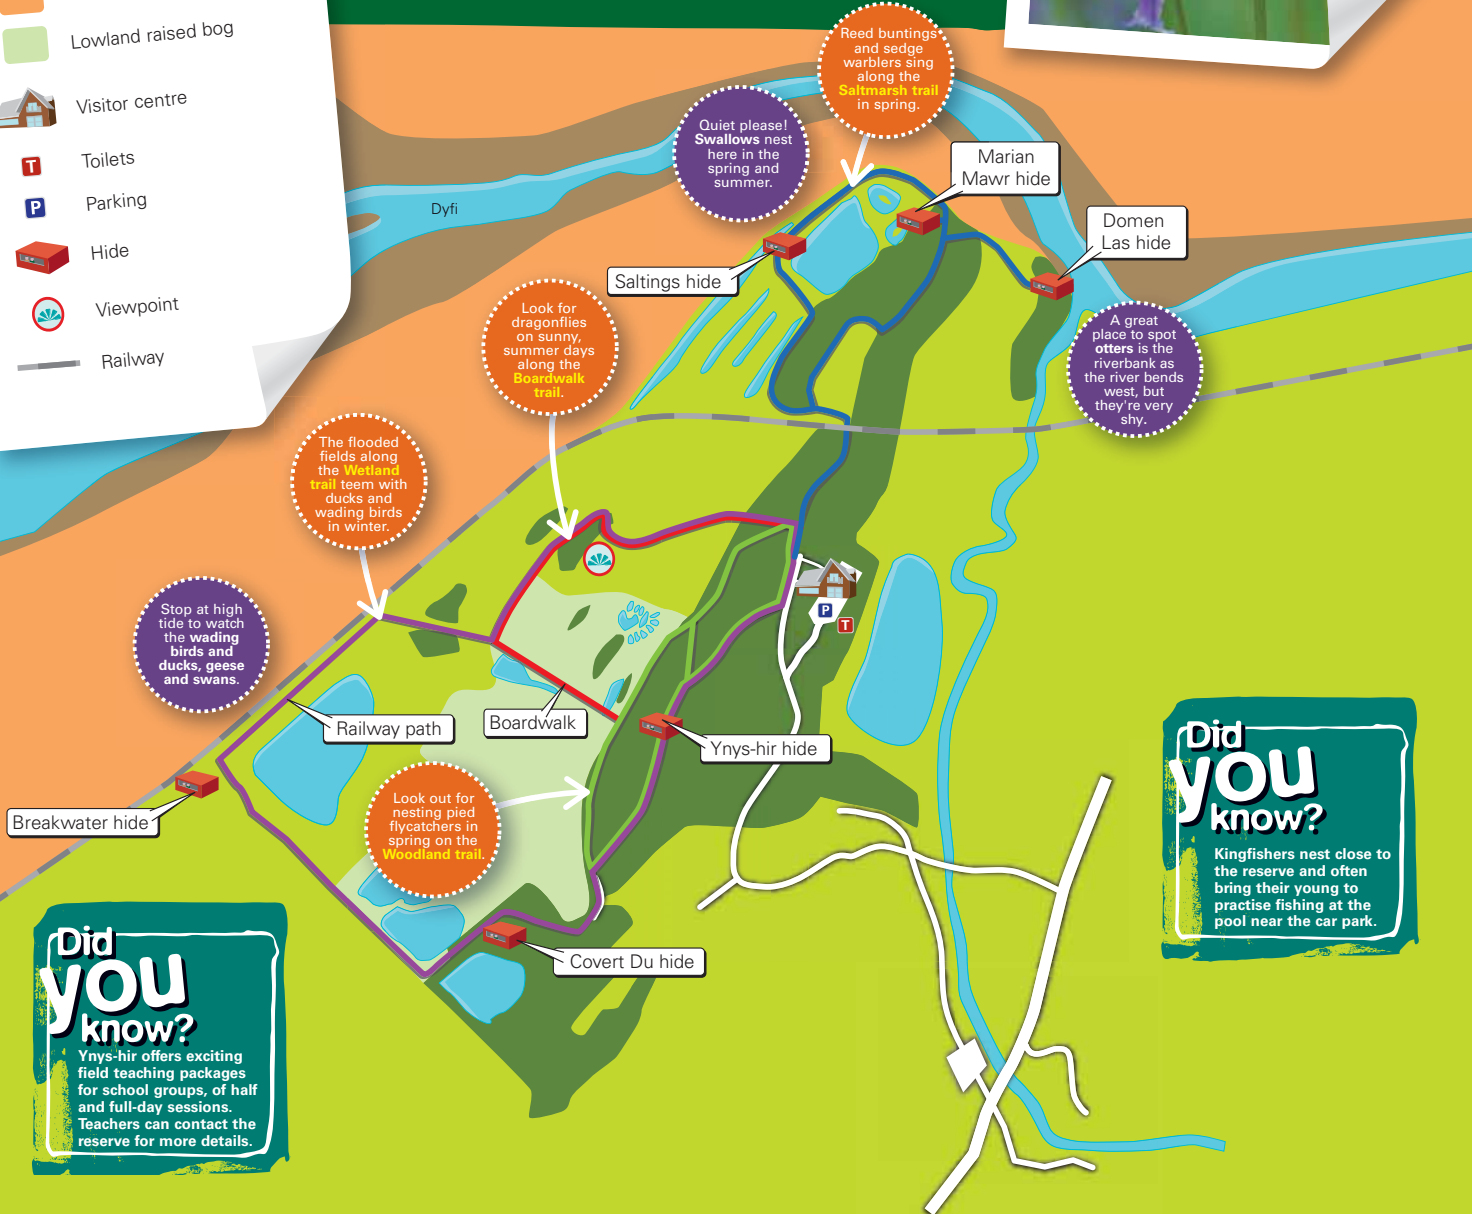 Lowland raised bog
Visitor centre
T
Toilets
P
Parking
Hide
Viewpoint
Railway
Dyfi
Reed buntings
and sedge
warblers sing
along the
Saltmarsh trail
in spring.
Quiet please!
Swallows nest
here in the
spring and
summer.
Marian
Mawr hide
Domen
Las hide
Saltings hide
A great
place to spot
otters is the
riverbank as
the river bends
west, but
they're very
shy.
Look for
dragonflies
on sunny,
summer days
along the
Boardwalk
trail.
The flooded
fields along
the Wetland
trail teem with
ducks and
wading birds
in winter.
Stop at high
tide to watch
the wading
birds and
ducks, geese
and swans.
P
T
Railway path
Boardwalk
Ynys-hir hide
Breakwater hide
Look out for
nesting pied
flycatchers in
spring on the
Woodland trail.
Covert Du hide
Did
you
know?
Kingfishers nest close to
the reserve and often
bring their young to
practise fishing at the
pool near the car park.
Did
you
know?
Ynys-hir offers exciting
field teaching packages
for school groups, of half
and full-day sessions.
Teachers can contact the
reserve for more details.